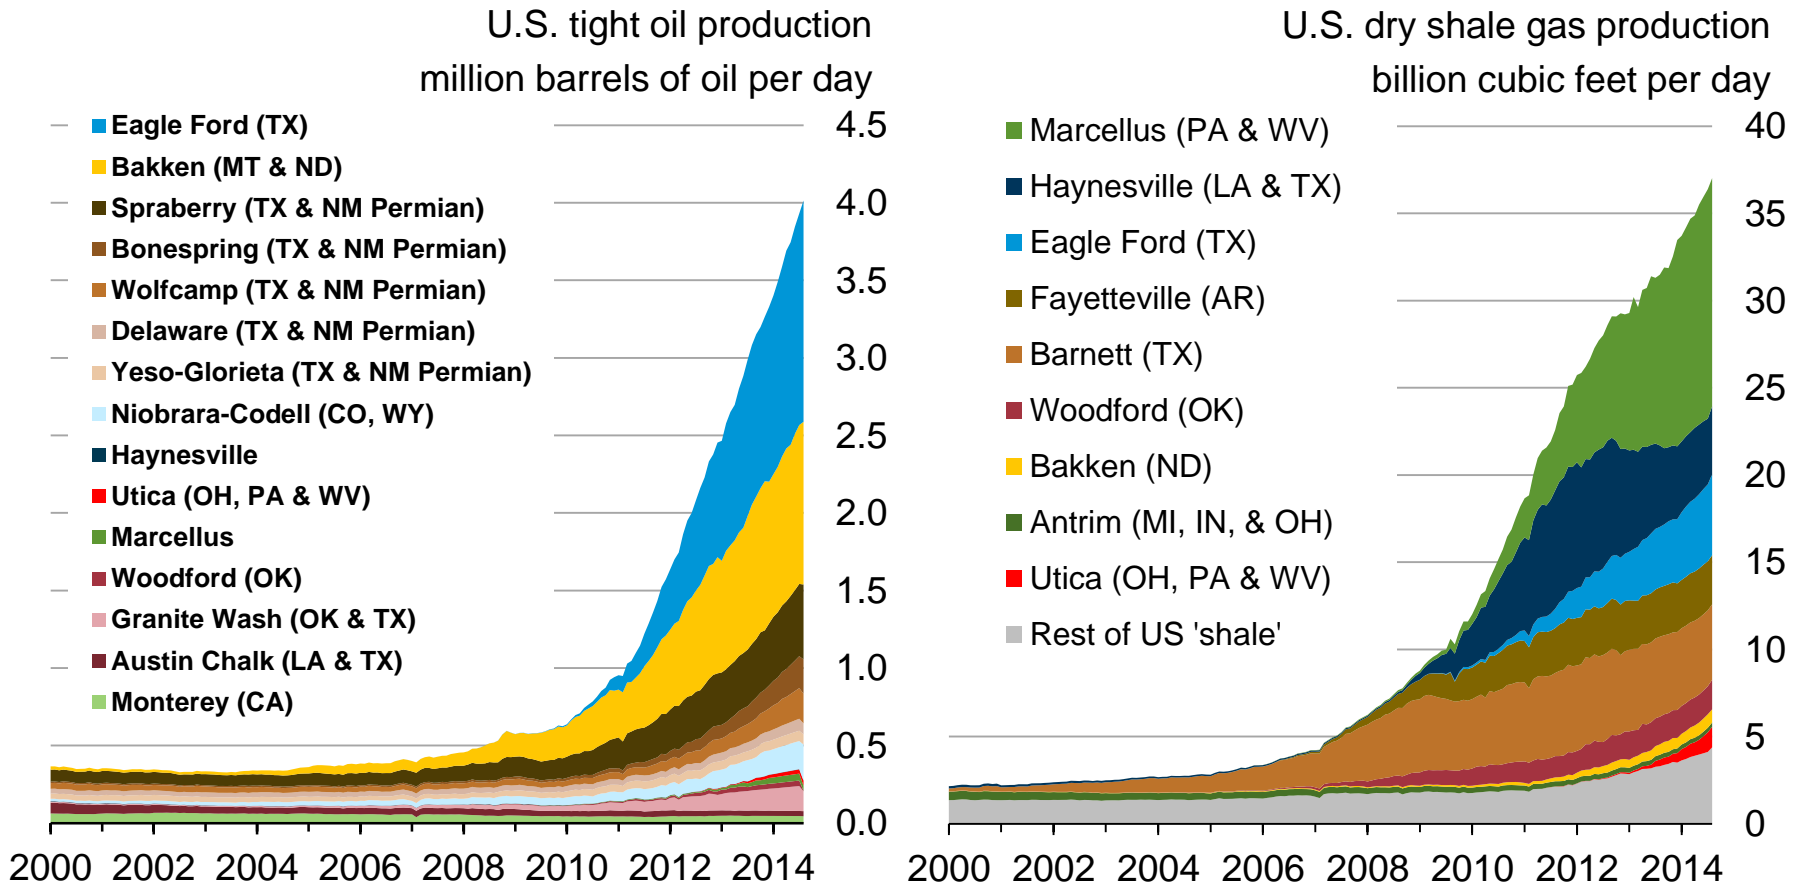 U.S. tight oil production
million barrels of oil per day
Eagle Ford (TX)
Bakken (MT & ND)
Spraberry (TX & NM Permian)
Bonespring (TX & NM Permian)
Wolfcamp (TX & NM Permian)
Delaware (TX & NM Permian)
Yeso-Glorieta (TX & NM Permian)
Niobrara-Codell (CO, WY)
Haynesville
Utica (OH, PA & WV)
Marcellus
Woodford (OK)
Granite Wash (OK & TX)
Austin Chalk (LA & TX)
Monterey (CA)
4.5
4.0
3.5
3.0
2.5
2.0
1.5
1.0
0.5
0.0
2000 2002 2004 2006 2008 2010 2012 2014
U.S. dry shale gas production
billion cubic feet per day
Marcellus (PA & WV)
Haynesville (LA & TX)
Eagle Ford (TX)
Fayetteville (AR)
Barnett (TX)
Woodford (OK)
Bakken (ND)
Antrim (MI, IN, & OH)
Utica (OH, PA & WV)
Rest of US 'shale'
40
35
30
25
20
15
10
5
0
2000 2002 2004 2006 2008 2010 2012 2014